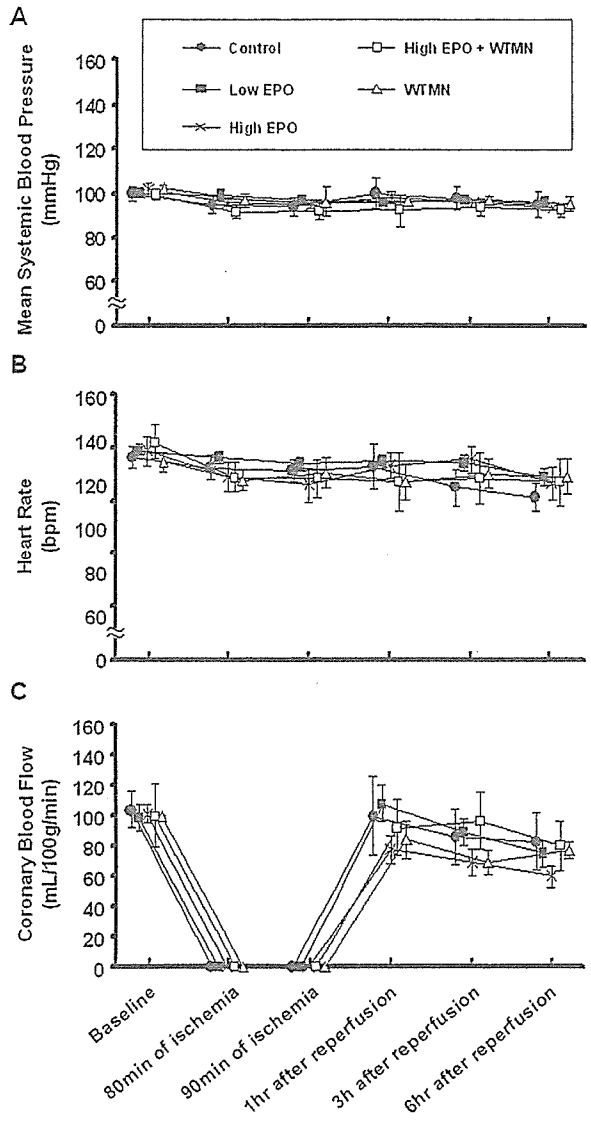 A
Control
High EPO + WTMN
Low EPO
WTMN
High EPO
Mean Systemic Blood Pressure
(mmHg)
160
140
120
100
80
60
0
B
Heart Rate
(bpm)
160
140
120
100
80
60
0
C
Coronary Blood Flow
(mL/100g/min)
160
140
120
100
80
60
40
20
0
Baseline
80min of ischemia
90min of ischemia
1hr after reperfusion
3h after reperfusion
6hr after reperfusion